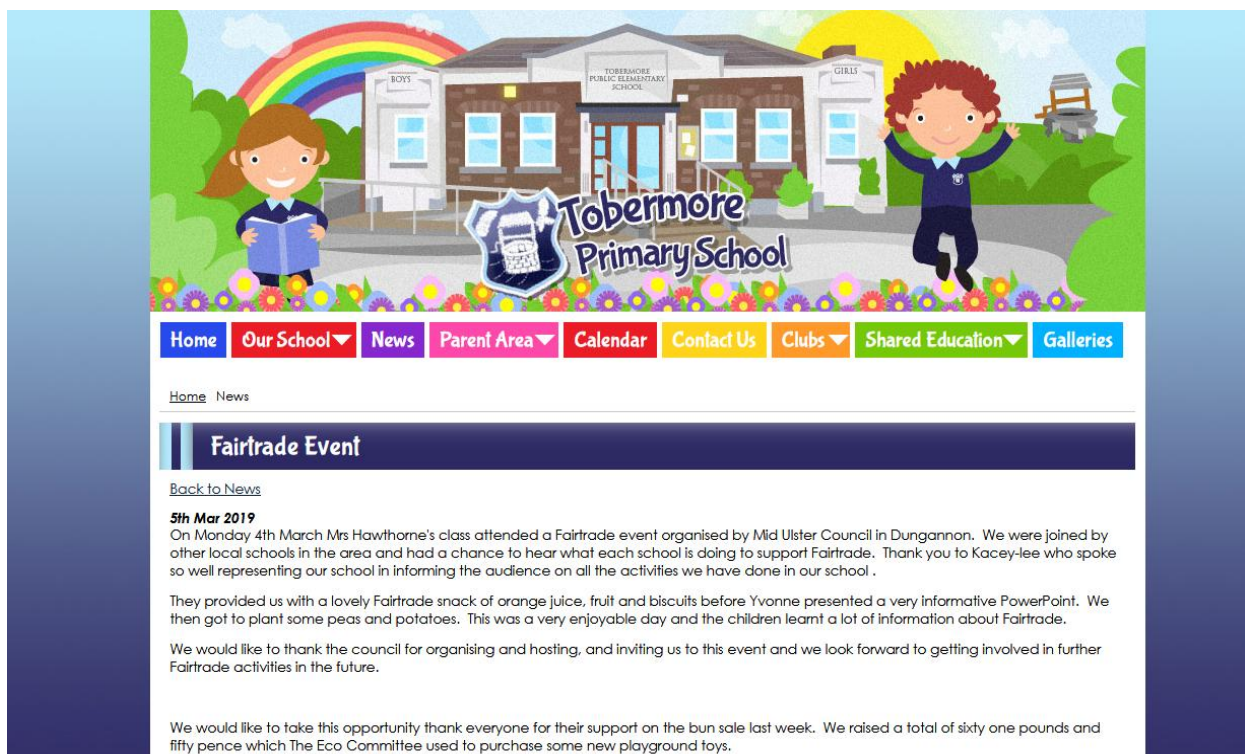 BOYS
TOBERMORE
PUBLIC ELEMENTARY
SCHOOL
GIRLS
Tobermore
Primary School
Home Our School News Parent Area Calendar Contact Us Clubs Shared Education Galleries
Home News
Fairtrade Event
Back to News
5th Mar 2019
On Monday 4th March Mrs Hawthorne's class attended a Fairtrade event organised by Mid Ulster Council in Dungannon. We were joined by
other local schools in the area and had a chance to hear what each school is doing to support Fairtrade. Thank you to Kacey-lee who spoke
so well representing our school in informing the audience on all the activities we have done in our school .
They provided us with a lovely Fairtrade snack of orange juice, fruit and biscuits before Yvonne presented a very informative PowerPoint. We
then got to plant some peas and potatoes. This was a very enjoyable day and the children learnt a lot of information about Fairtrade.
We would like to thank the council for organising and hosting, and inviting us to this event and we look forward to getting involved in further
Fairtrade activities in the future.
We would like to take this opportunity thank everyone for their support on the bun sale last week. We raised a total of sixty one pounds and
fifty pence which The Eco Committee used to purchase some new playground toys.